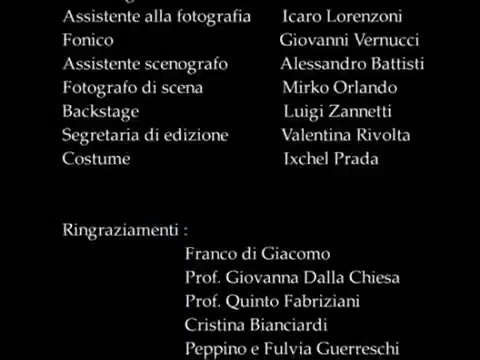 Assistente alla fotografia Icaro Lorenzoni
Fonico Giovanni Vernucci
Assistente scenografo Alessandro Battisti
Fotografo di scena Mirko Orlando
Backstage Luigi Zannetti
Segretaria di edizione Valentina Rivolta
Costume Ixchel Prada
Ringraziamenti :
Franco di Giacomo
Prof. Giovanna Dalla Chiesa
Prof. Quinto Fabriziani
Cristina Bianciardi
Peppino e Fulvia Guerreschi